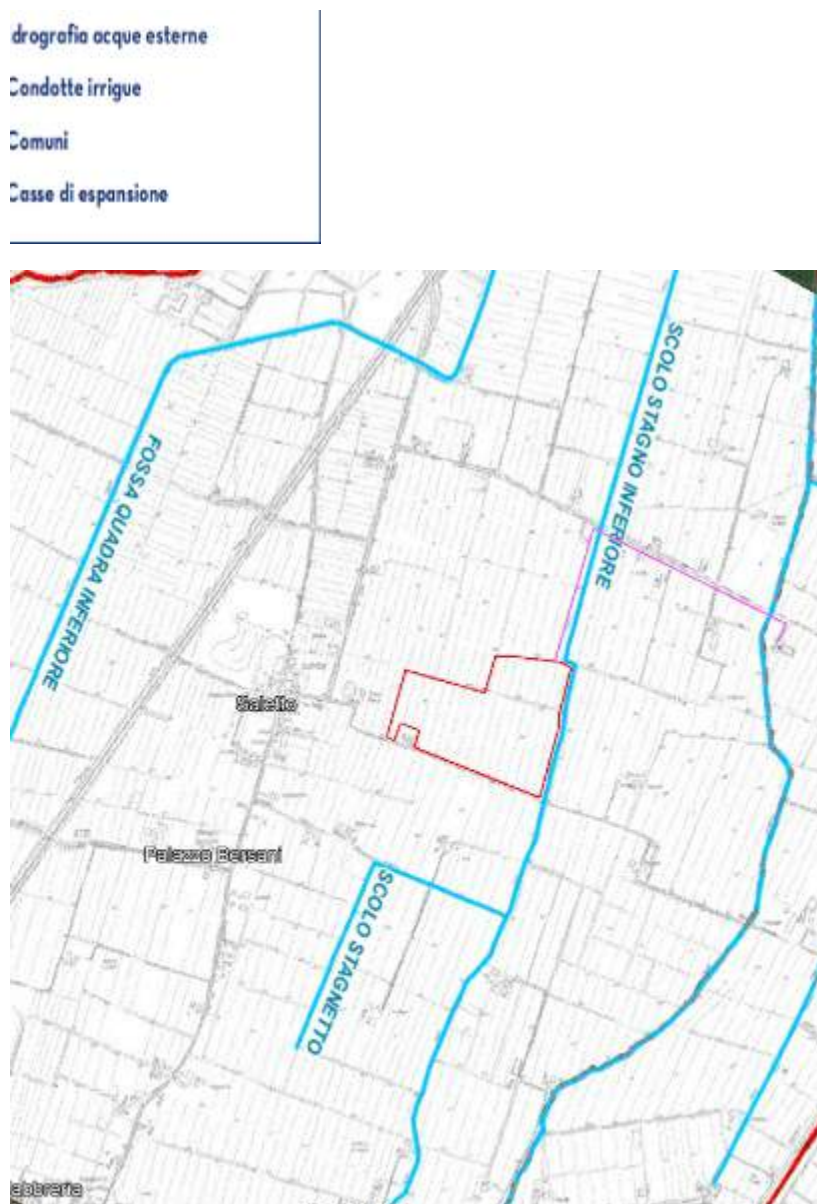 drografia acque esterne
Condotte irrigue
Comuni
Casse di espansione
SCOLO STAGNO INFERIORE
FOSSA QUADRA INFERIORE
Saletto
Palazzo Bersani
SCOLO STAGNETTO
abbreria